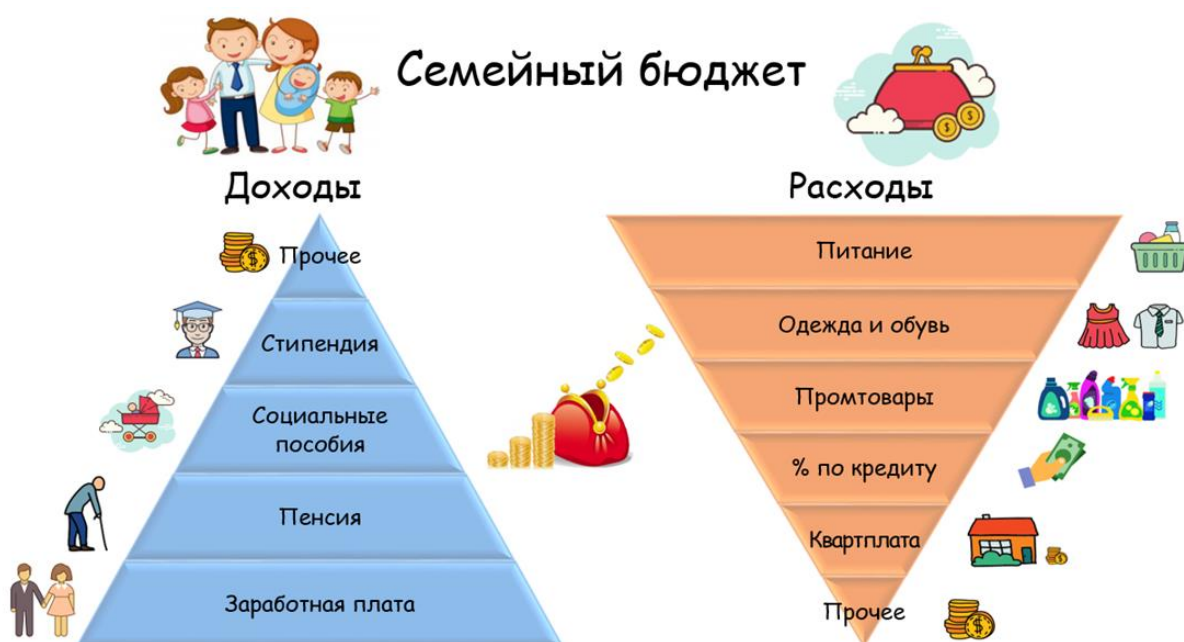 Семейный бюджет
Доходы
Прочее
Стипендия
Социальные
пособия
Пенсия
Заработная плата
Расходы
Питание
Одежда и обувь
Промтовары
% по кредиту
Квартплата
Прочее